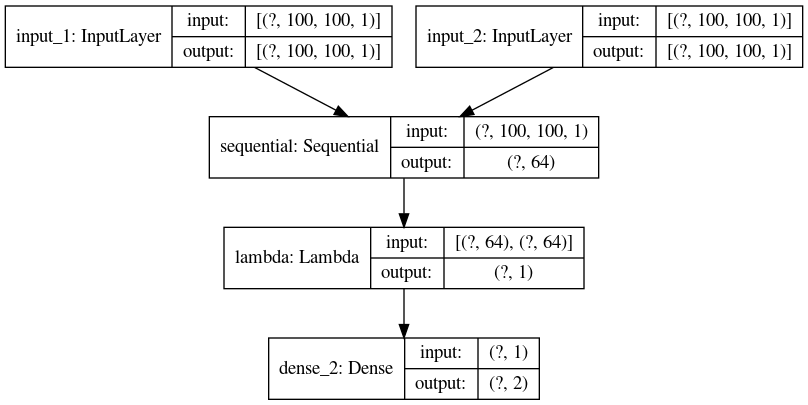 input_1: InputLayer
input: [(?, 100, 100, 1)]
output: [(?, 100, 100, 1)]
input_2: InputLayer
input: [(?, 100, 100, 1)]
output: [(?, 100, 100, 1)]
sequential: Sequential
input: (?, 100, 100, 1)
output: (?, 64)
lambda: Lambda
input: [(?, 64), (?, 64)]
output: (?, 1)
dense_2: Dense
input: (?, 1)
output: (?, 2)